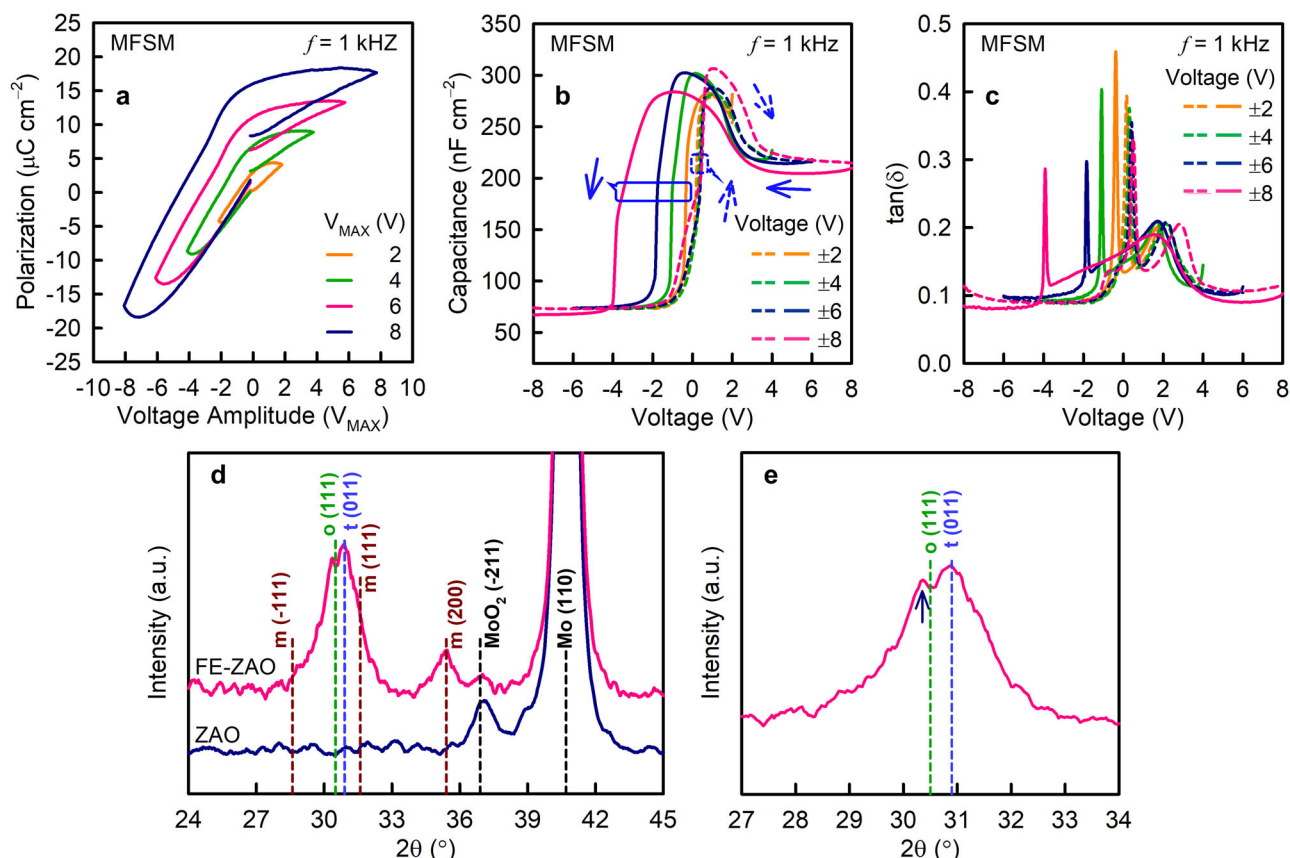 MFSM
f = 1 kHZ
a
Polarization (μC cm⁻²)
25
20
15
10
5
0
-5
-10
-15
-20
-25
V_MAX (V)
2
4
6
8
-10 -8 -6 -4 -2 0 2 4 6 8 10
Voltage Amplitude (V_MAX)
MFSM
f = 1 kHz
b
Capacitance (nF cm⁻²)
350
300
250
200
150
100
50
Voltage (V)
±2
±4
±6
±8
-8 -6 -4 -2 0 2 4 6 8
Voltage (V)
MFSM
f = 1 kHz
c
tan(δ)
0.5
0.4
0.3
0.2
0.1
0.0
Voltage (V)
±2
±4
±6
±8
-8 -6 -4 -2 0 2 4 6 8
Voltage (V)
d
Intensity (a.u.)
m (-111)
o (111)
t (011)
m (111)
m (200)
MoO₂ (-211)
Mo (110)
FE-ZAO
ZAO
24 27 30 33 36 39 42 45
2θ (°)
e
Intensity (a.u.)
o (111)
t (011)
27 28 29 30 31 32 33 34
2θ (°)